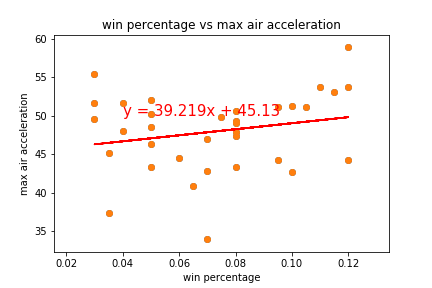 win percentage vs max air acceleration
60
55
50
45
40
35
max air acceleration
y = 39.219x + 45.13
0.02 0.04 0.06 0.08 0.10 0.12
win percentage